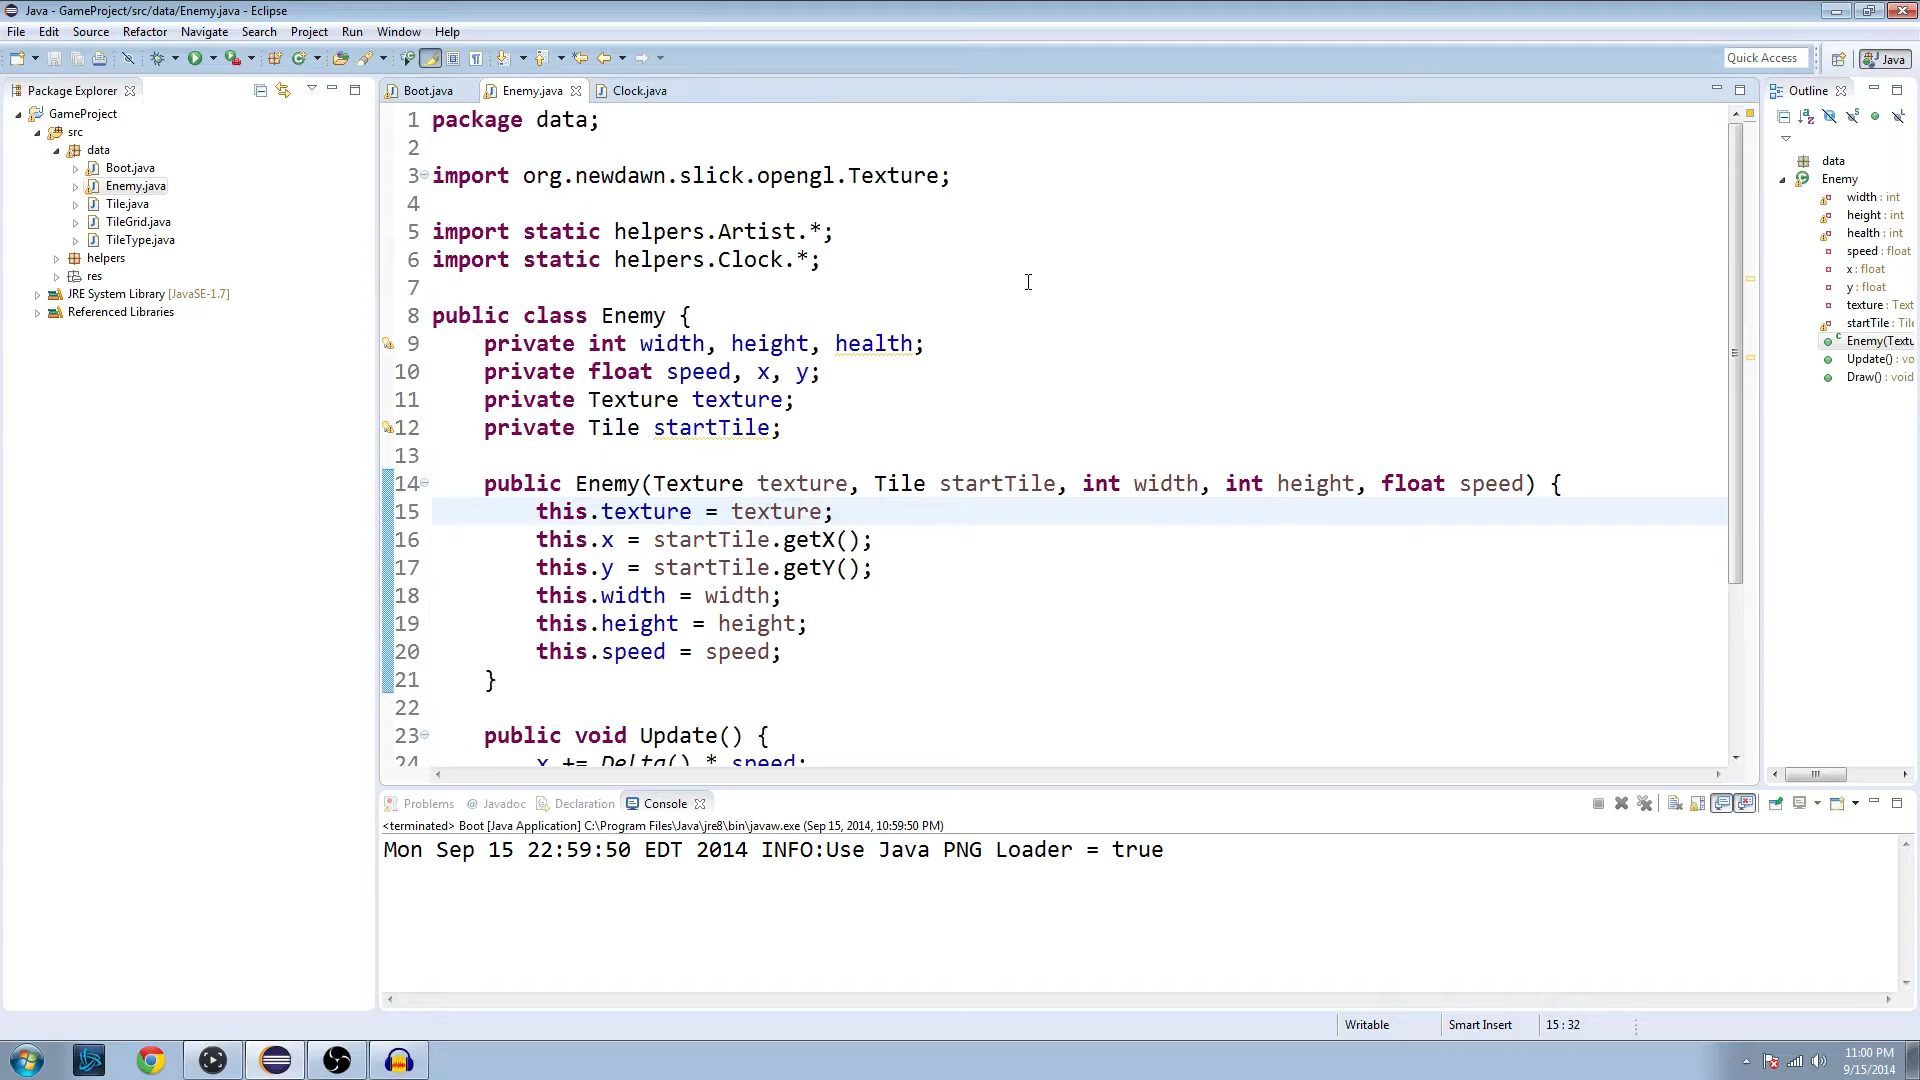 Java - GameProject/src/data/Enemy.java - Eclipse
File Edit Source Refactor Navigate Search Project Run Window Help
Quick Access
Java
Package Explorer
GameProject
src
data
Boot.java
Enemy.java
Tile.java
TileGrid.java
TileType.java
helpers
res
JRE System Library [JavaSE-1.7]
Referenced Libraries
Boot.java Enemy.java Clock.java
1 package data;
2
3 import org.newdawn.slick.opengl.Texture;
4
5 import static helpers.Artist.*;
6 import static helpers.Clock.*;
7
8 public class Enemy {
9 private int width, height, health;
10 private float speed, x, y;
11 private Texture texture;
12 private Tile startTile;
13
14 public Enemy(Texture texture, Tile startTile, int width, int height, float speed) {
15 this.texture = texture;
16 this.x = startTile.getX();
17 this.y = startTile.getY();
18 this.width = width;
19 this.height = height;
20 this.speed = speed;
21 }
22
23 public void Update() {
24 x += Delta() * speed;
Outline
data
Enemy
width : int
height : int
health : int
speed : float
x : float
y : float
texture : Text
startTile : Tile
Enemy(Textu
Update() : vo
Draw() : void
Problems @ Javadoc Declaration Console
<terminated> Boot [Java Application] C:\Program Files\Java\jre8\bin\javaw.exe (Sep 15, 2014, 10:59:50 PM)
Mon Sep 15 22:59:50 EDT 2014 INFO:Use Java PNG Loader = true
Writable Smart Insert 15 : 32
11:00 PM
9/15/2014